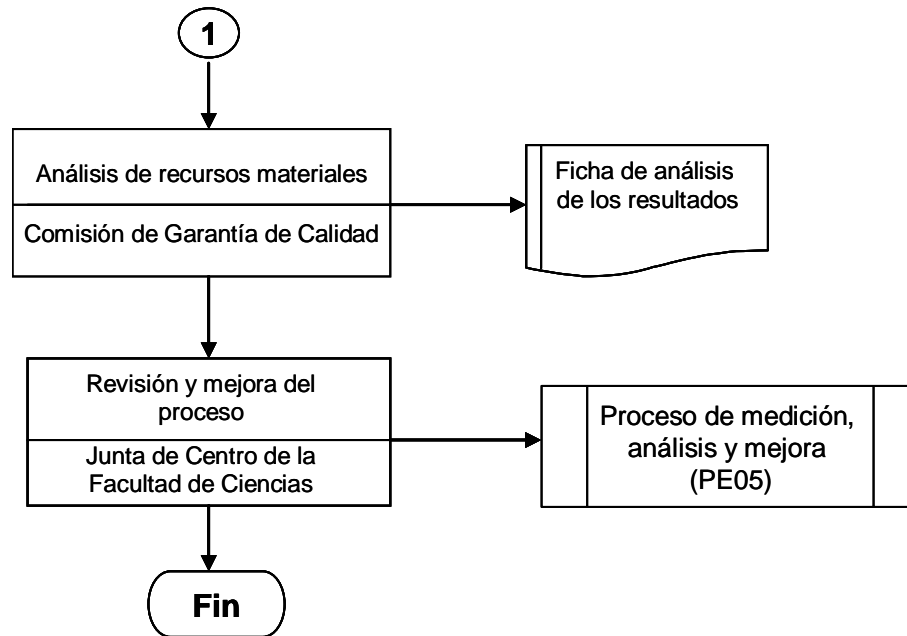 1
Análisis de recursos materiales
Comisión de Garantía de Calidad
Ficha de análisis
de los resultados
Revisión y mejora del
proceso
Junta de Centro de la
Facultad de Ciencias
Proceso de medición,
análisis y mejora
(PE05)
Fin